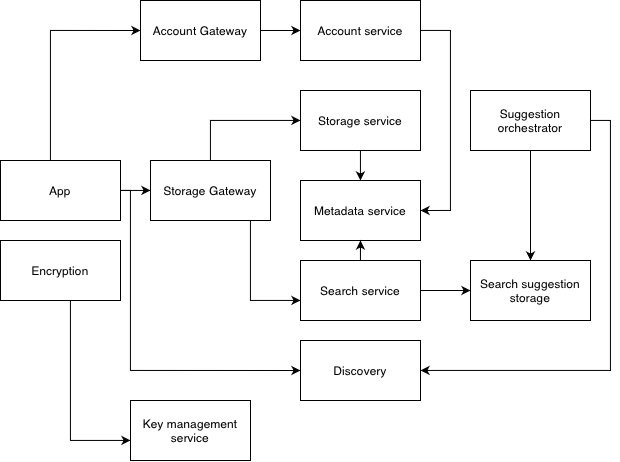 Account Gateway
Account service
Storage service
Suggestion
orchestrator
App
Storage Gateway
Metadata service
Encryption
Search service
Search suggestion
storage
Discovery
Key management
service